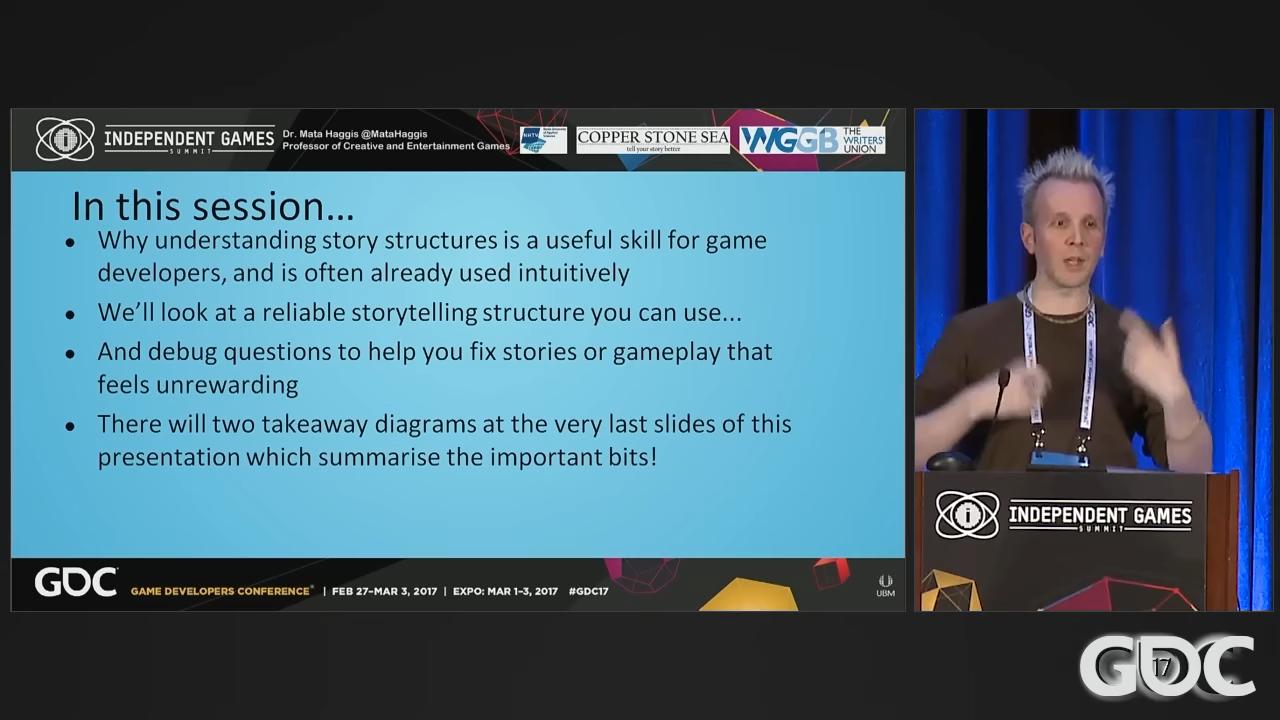 INDEPENDENT GAMES
SUMMIT
Dr. Mata Haggis @MataHaggis
Professor of Creative and Entertainment Games
NHTV
COPPER STONE SEA
tell your story better
WGGB
THE
WRITERS'
UNION
In this session...
• Why understanding story structures is a useful skill for game
developers, and is often already used intuitively
• We'll look at a reliable storytelling structure you can use...
• And debug questions to help you fix stories or gameplay that
feels unrewarding
• There will two takeaway diagrams at the very last slides of this
presentation which summarise the important bits!
GDC
GAME DEVELOPERS CONFERENCE® | FEB 27–MAR 3, 2017 | EXPO: MAR 1–3, 2017 #GDC17
UBM
INDEPENDENT GAMES
SUMMIT
GDC
17